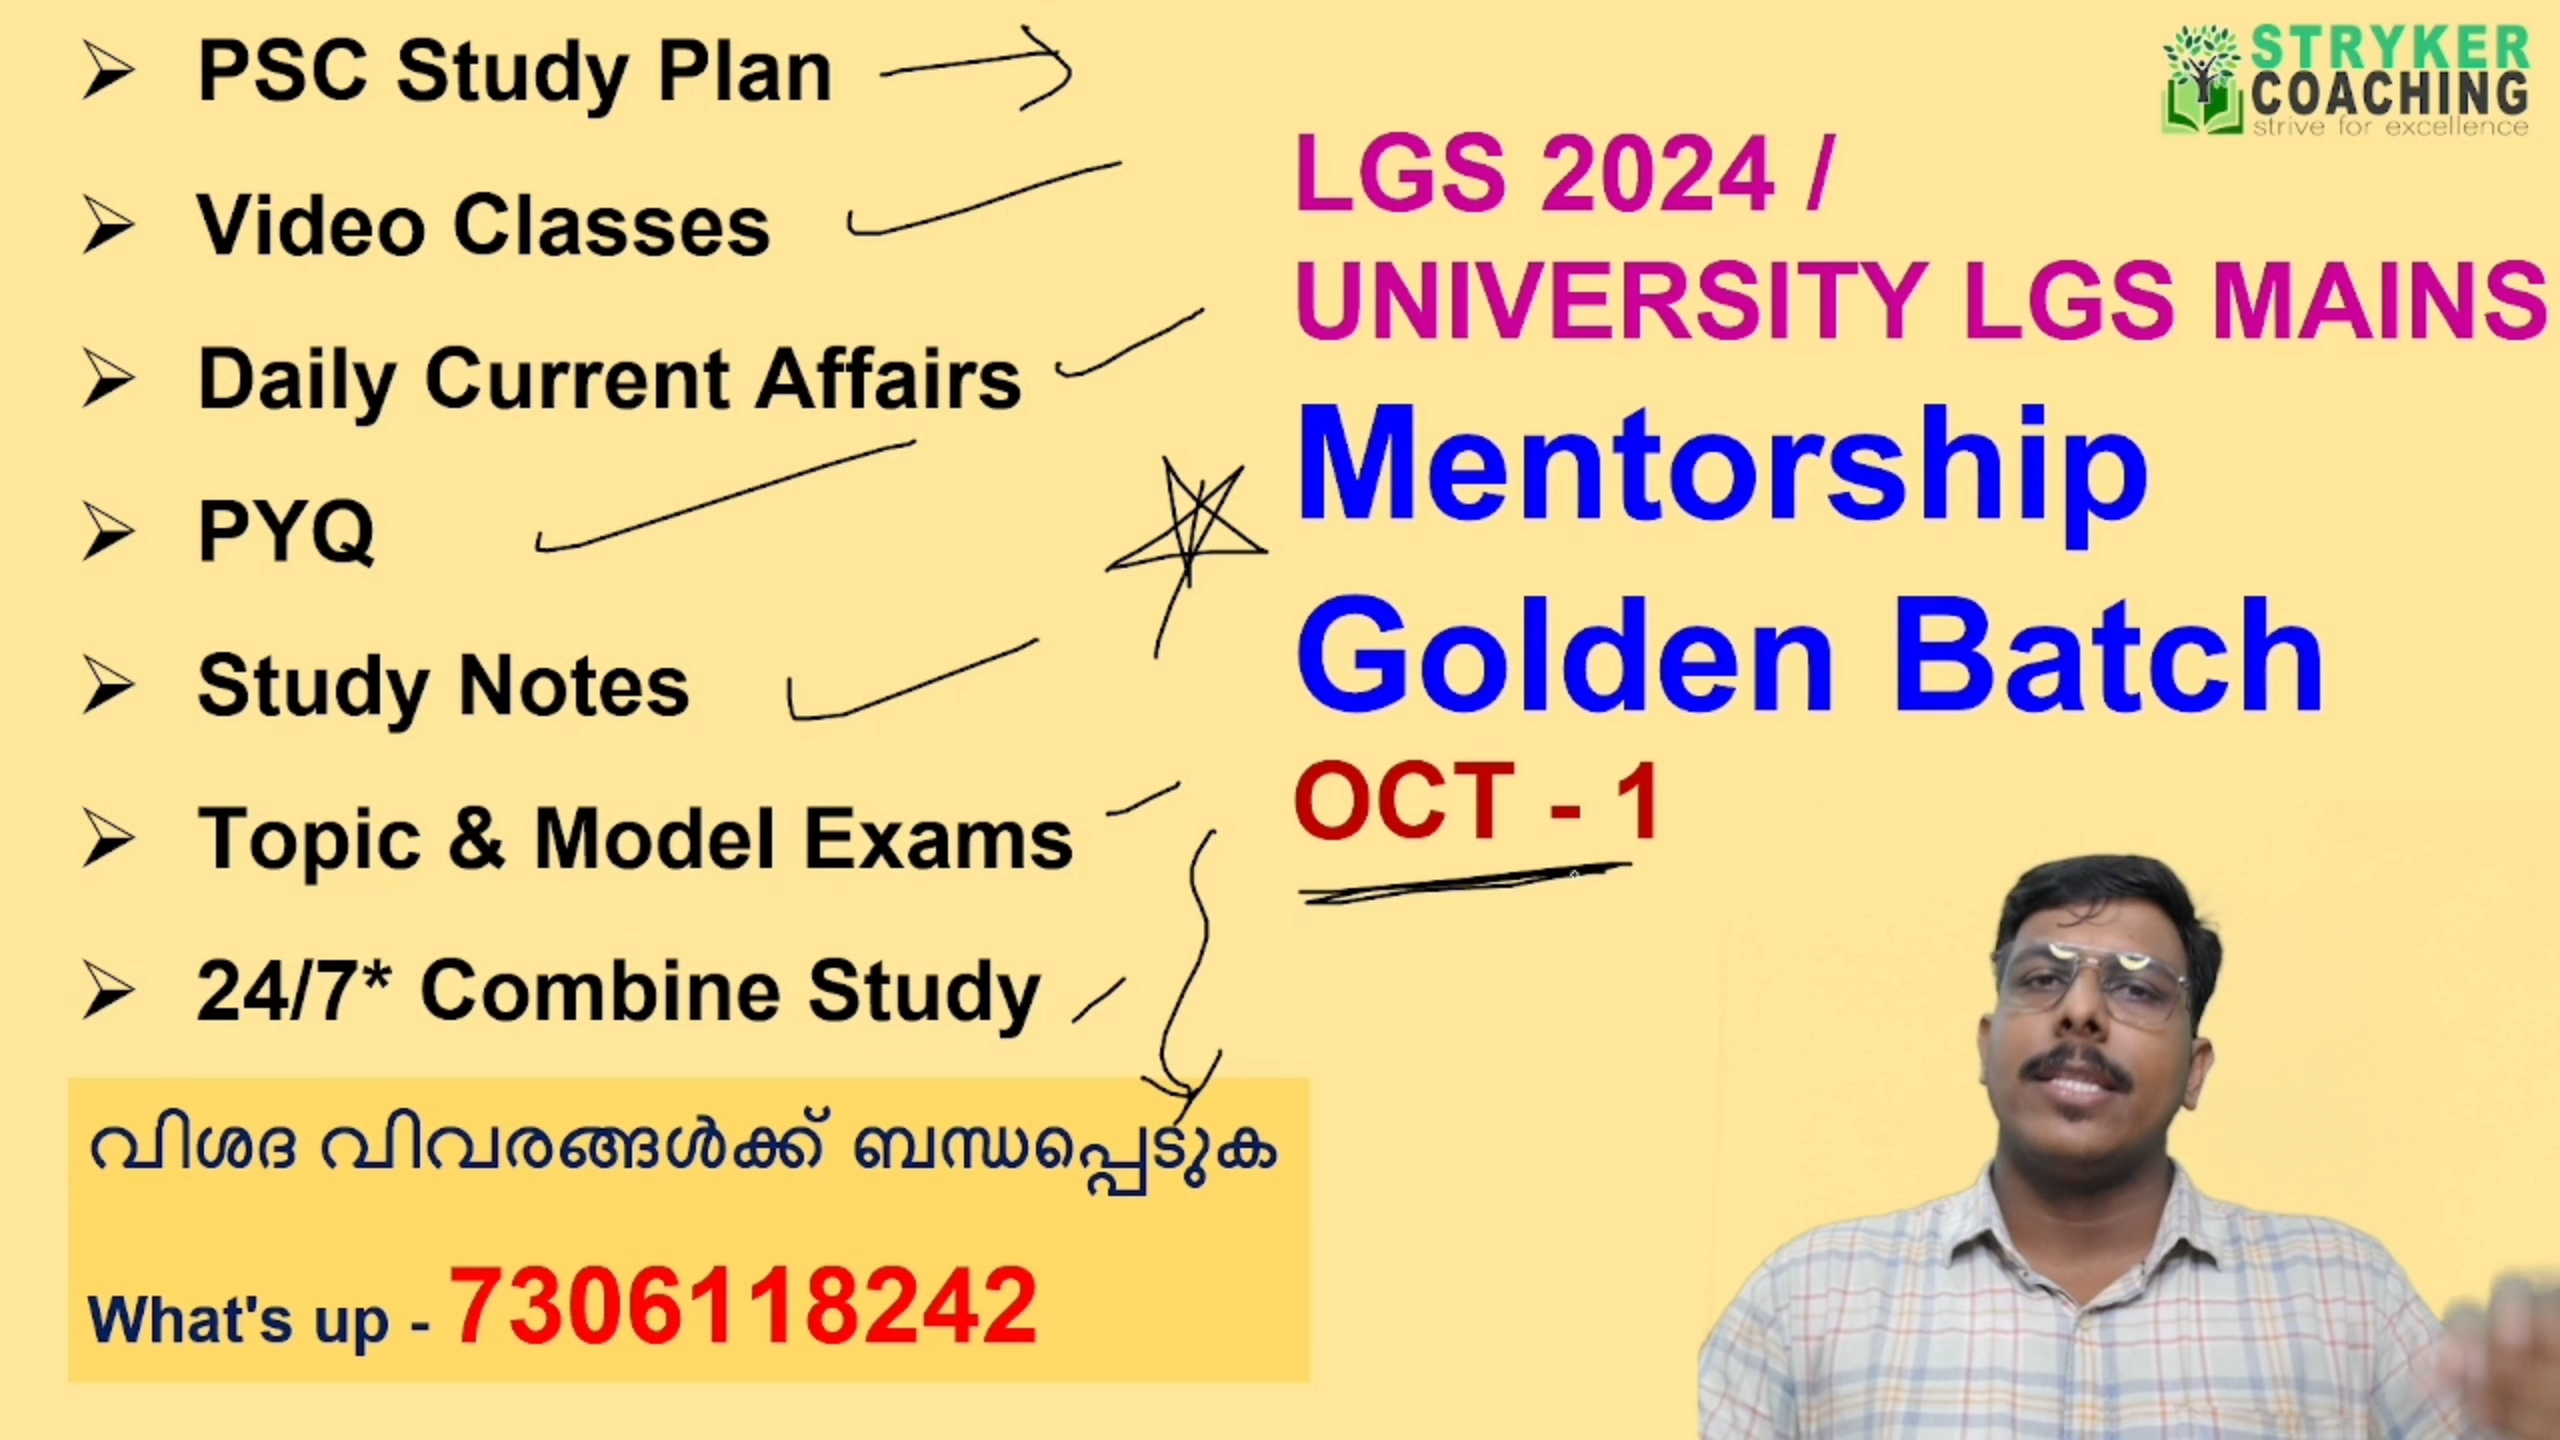 PSC Study Plan
Video Classes
Daily Current Affairs
PYQ
Study Notes
Topic & Model Exams
24/7* Combine Study
വിശദ വിവരങ്ങൾക്ക് ബന്ധപ്പെടുക
What's up - 7306118242
STRYKER
COACHING
strive for excellence
LGS 2024 /
UNIVERSITY LGS MAINS
Mentorship
Golden Batch
OCT - 1